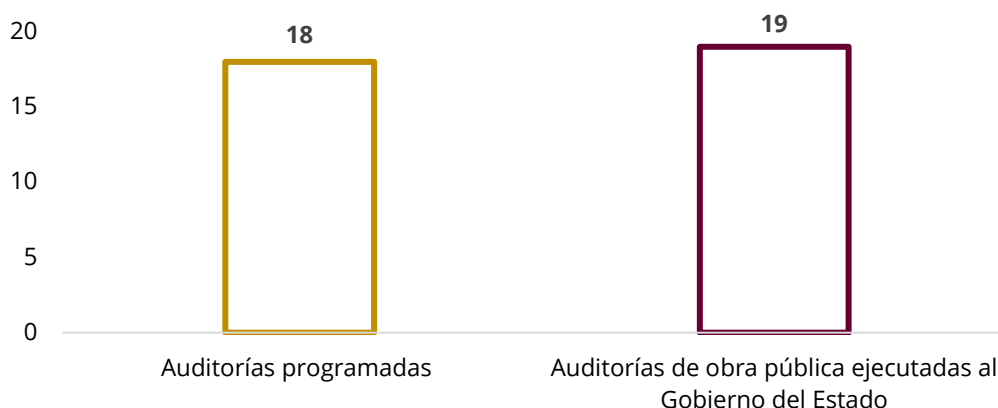 20
15
10
5
0
18
19
Auditorías programadas
Auditorías de obra pública ejecutadas al
Gobierno del Estado